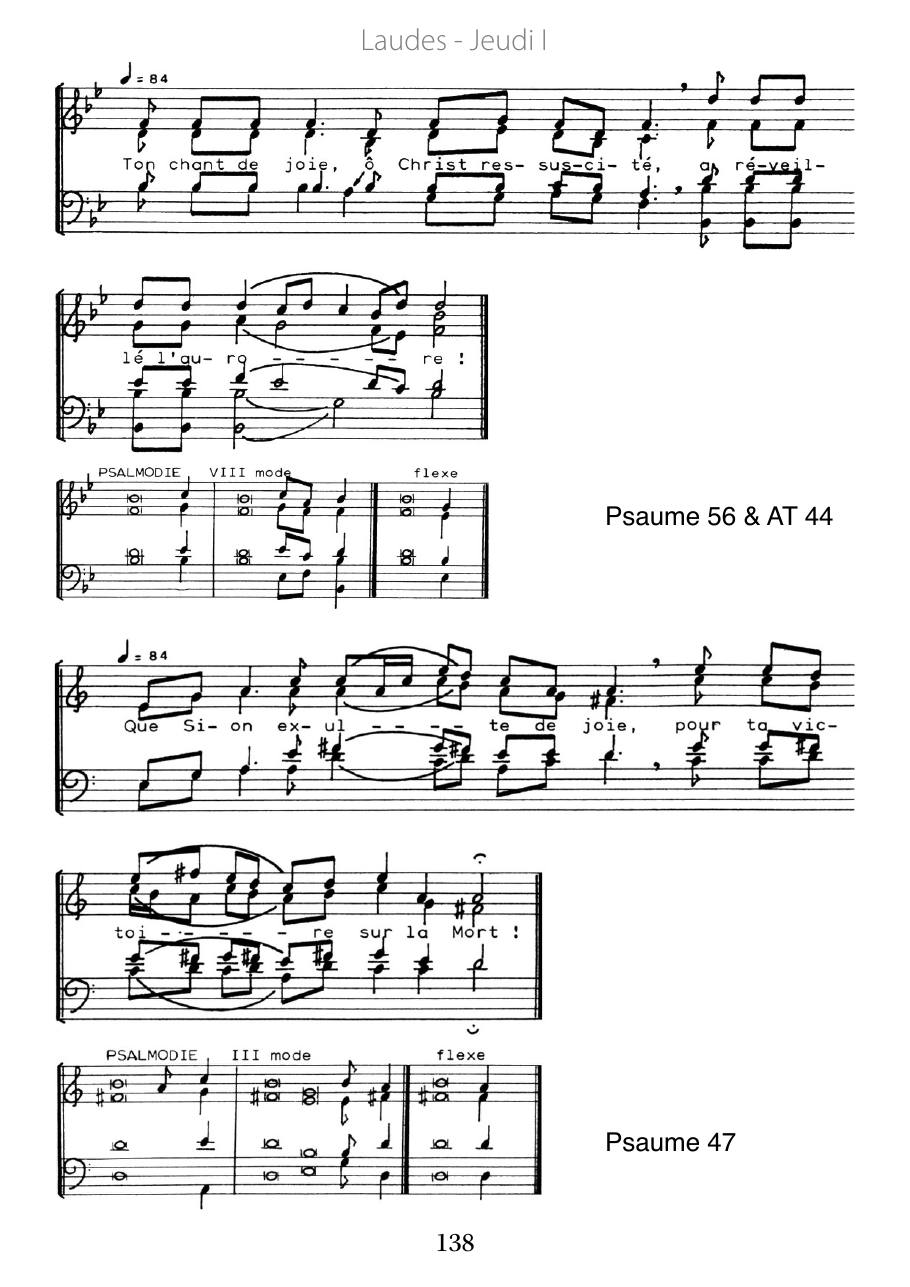 Laudes - Jeudi I
♩ = 84
Ton chant de joie, ô Christ res-sus-ci-té, a ré-veil-
lé l'au- ro - - - - - re !
PSALMODIE VIII mode flexe
Psaume 56 & AT 44
♩ = 84
Que Si- on ex- ul - - - - te de joie, pour ta vic-
toi - - - - - re sur la Mort !
PSALMODIE III mode flexe
Psaume 47
138